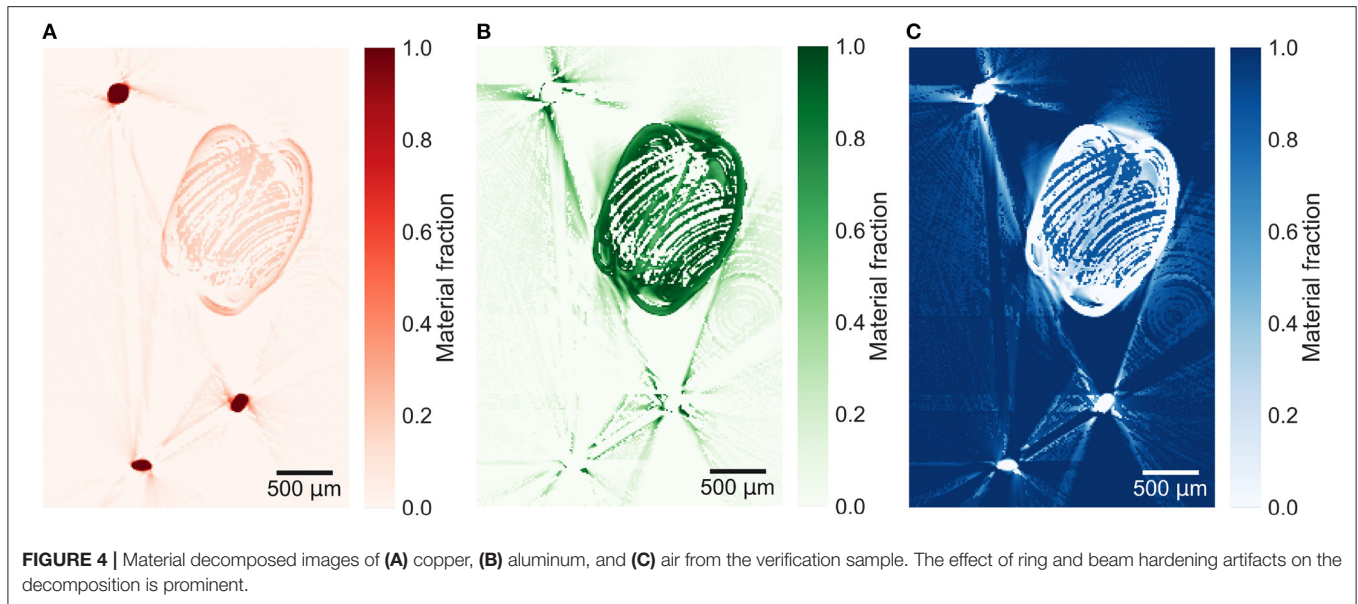 A
B
C
1.0
0.8
0.6
0.4
0.2
0.0
Material fraction
500 µm
1.0
0.8
0.6
0.4
0.2
0.0
Material fraction
500 µm
1.0
0.8
0.6
0.4
0.2
0.0
Material fraction
500 µm
FIGURE 4 | Material decomposed images of (A) copper, (B) aluminum, and (C) air from the verification sample. The effect of ring and beam hardening artifacts on the
decomposition is prominent.